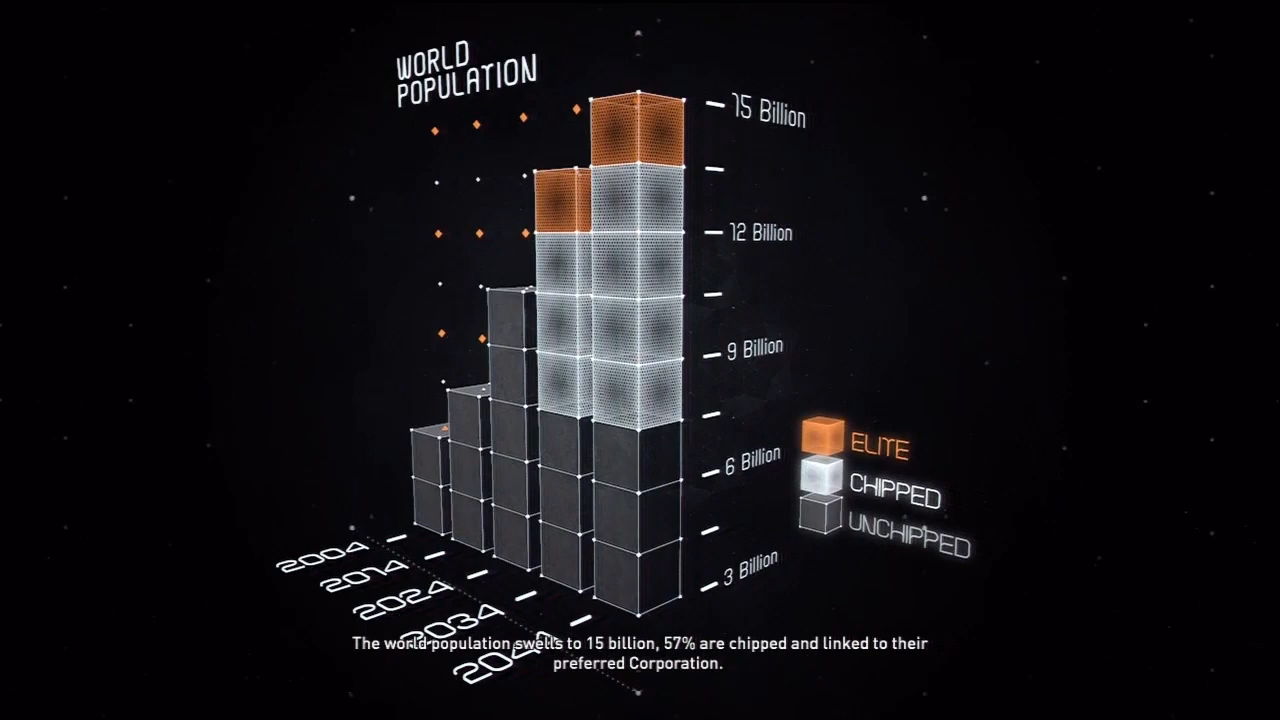 WORLD
POPULATION
15 Billion
12 Billion
9 Billion
6 Billion
3 Billion
ELITE
CHIPPED
UNCHIPPED
2004
2014
2024
2034
The world population swells to 15 billion, 57% are chipped and linked to their
preferred Corporation.